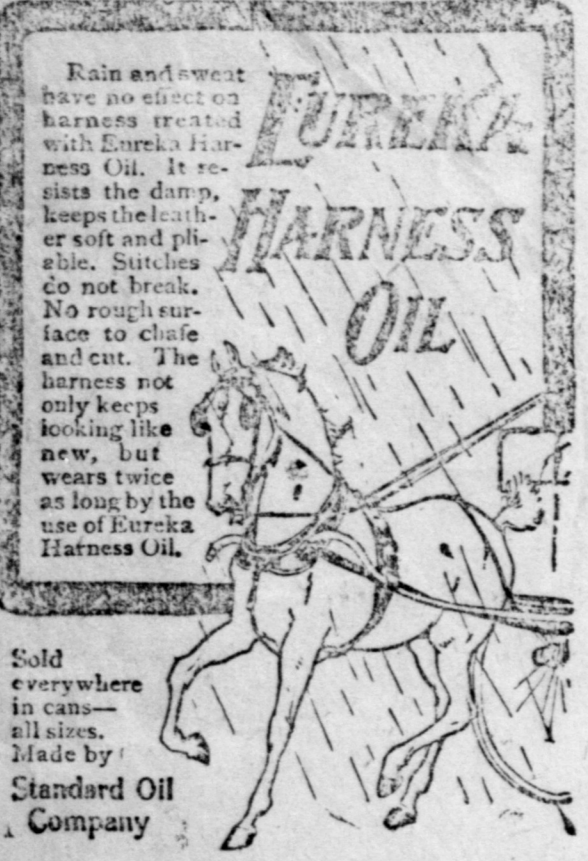 Rain and sweat
have no effect on
harness treated
with Eureka Har-
ness Oil. It re-
sists the damp,
keeps the leath-
er soft and pli-
able. Stitches
do not break.
No rough sur-
face to chafe
and cut. The
harness not
only keeps
looking like
new, but
wears twice
as long by the
use of Eureka
Harness Oil.
EUREKA
HARNESS
OIL
Sold
everywhere
in cans—
all sizes.
Made by
Standard Oil
Company